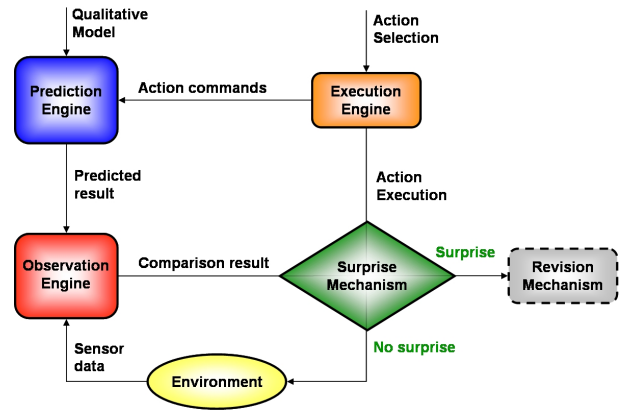 Qualitative
Model
Action
Selection
Prediction
Engine
Action commands
Execution
Engine
Predicted
result
Action
Execution
Observation
Engine
Comparison result
Surprise
Mechanism
Surprise
Revision
Mechanism
No surprise
Sensor
data
Environment